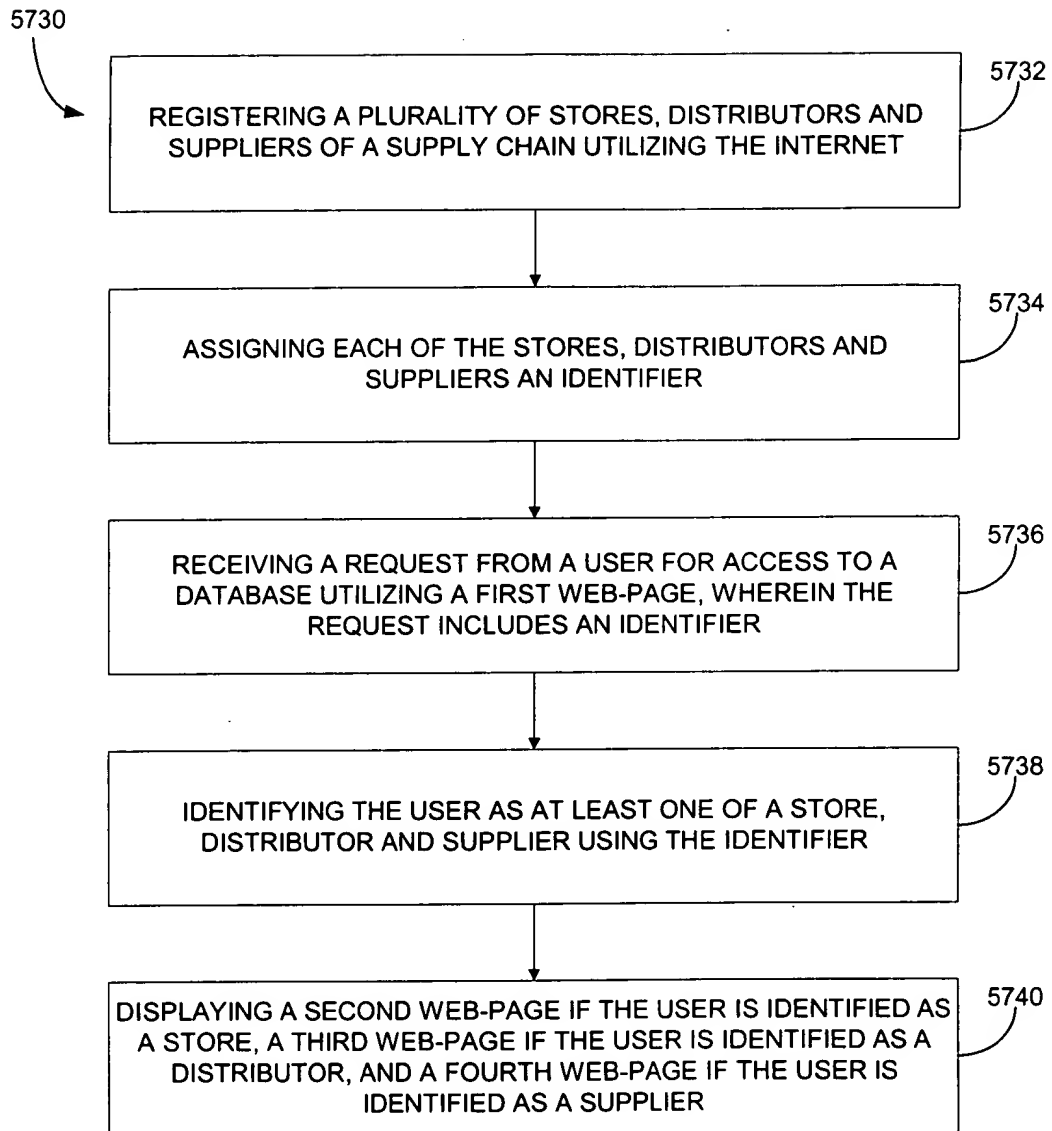 5730
5732
REGISTERING A PLURALITY OF STORES, DISTRIBUTORS AND
SUPPLIERS OF A SUPPLY CHAIN UTILIZING THE INTERNET
5734
ASSIGNING EACH OF THE STORES, DISTRIBUTORS AND
SUPPLIERS AN IDENTIFIER
5736
RECEIVING A REQUEST FROM A USER FOR ACCESS TO A
DATABASE UTILIZING A FIRST WEB-PAGE, WHEREIN THE
REQUEST INCLUDES AN IDENTIFIER
5738
IDENTIFYING THE USER AS AT LEAST ONE OF A STORE,
DISTRIBUTOR AND SUPPLIER USING THE IDENTIFIER
5740
DISPLAYING A SECOND WEB-PAGE IF THE USER IS IDENTIFIED AS
A STORE, A THIRD WEB-PAGE IF THE USER IS IDENTIFIED AS A
DISTRIBUTOR, AND A FOURTH WEB-PAGE IF THE USER IS
IDENTIFIED AS A SUPPLIER